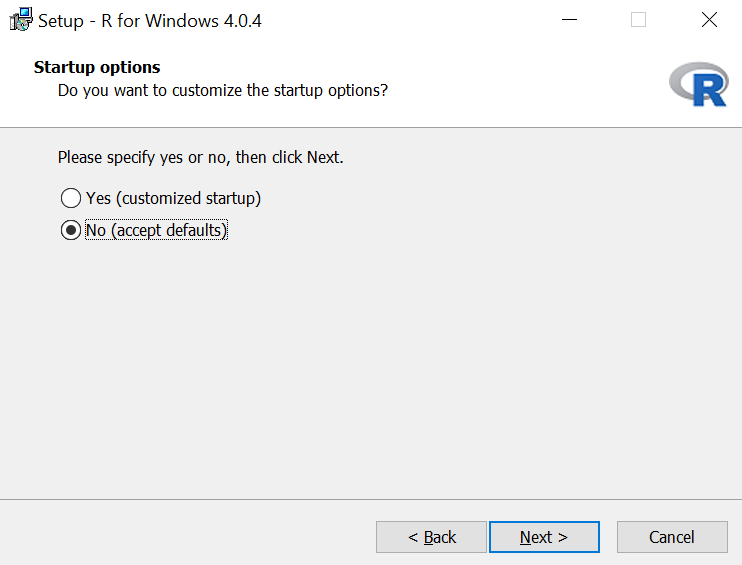 Setup - R for Windows 4.0.4
Startup options
Do you want to customize the startup options?
R
Please specify yes or no, then click Next.
Yes (customized startup)
No (accept defaults)
< Back
Next >
Cancel